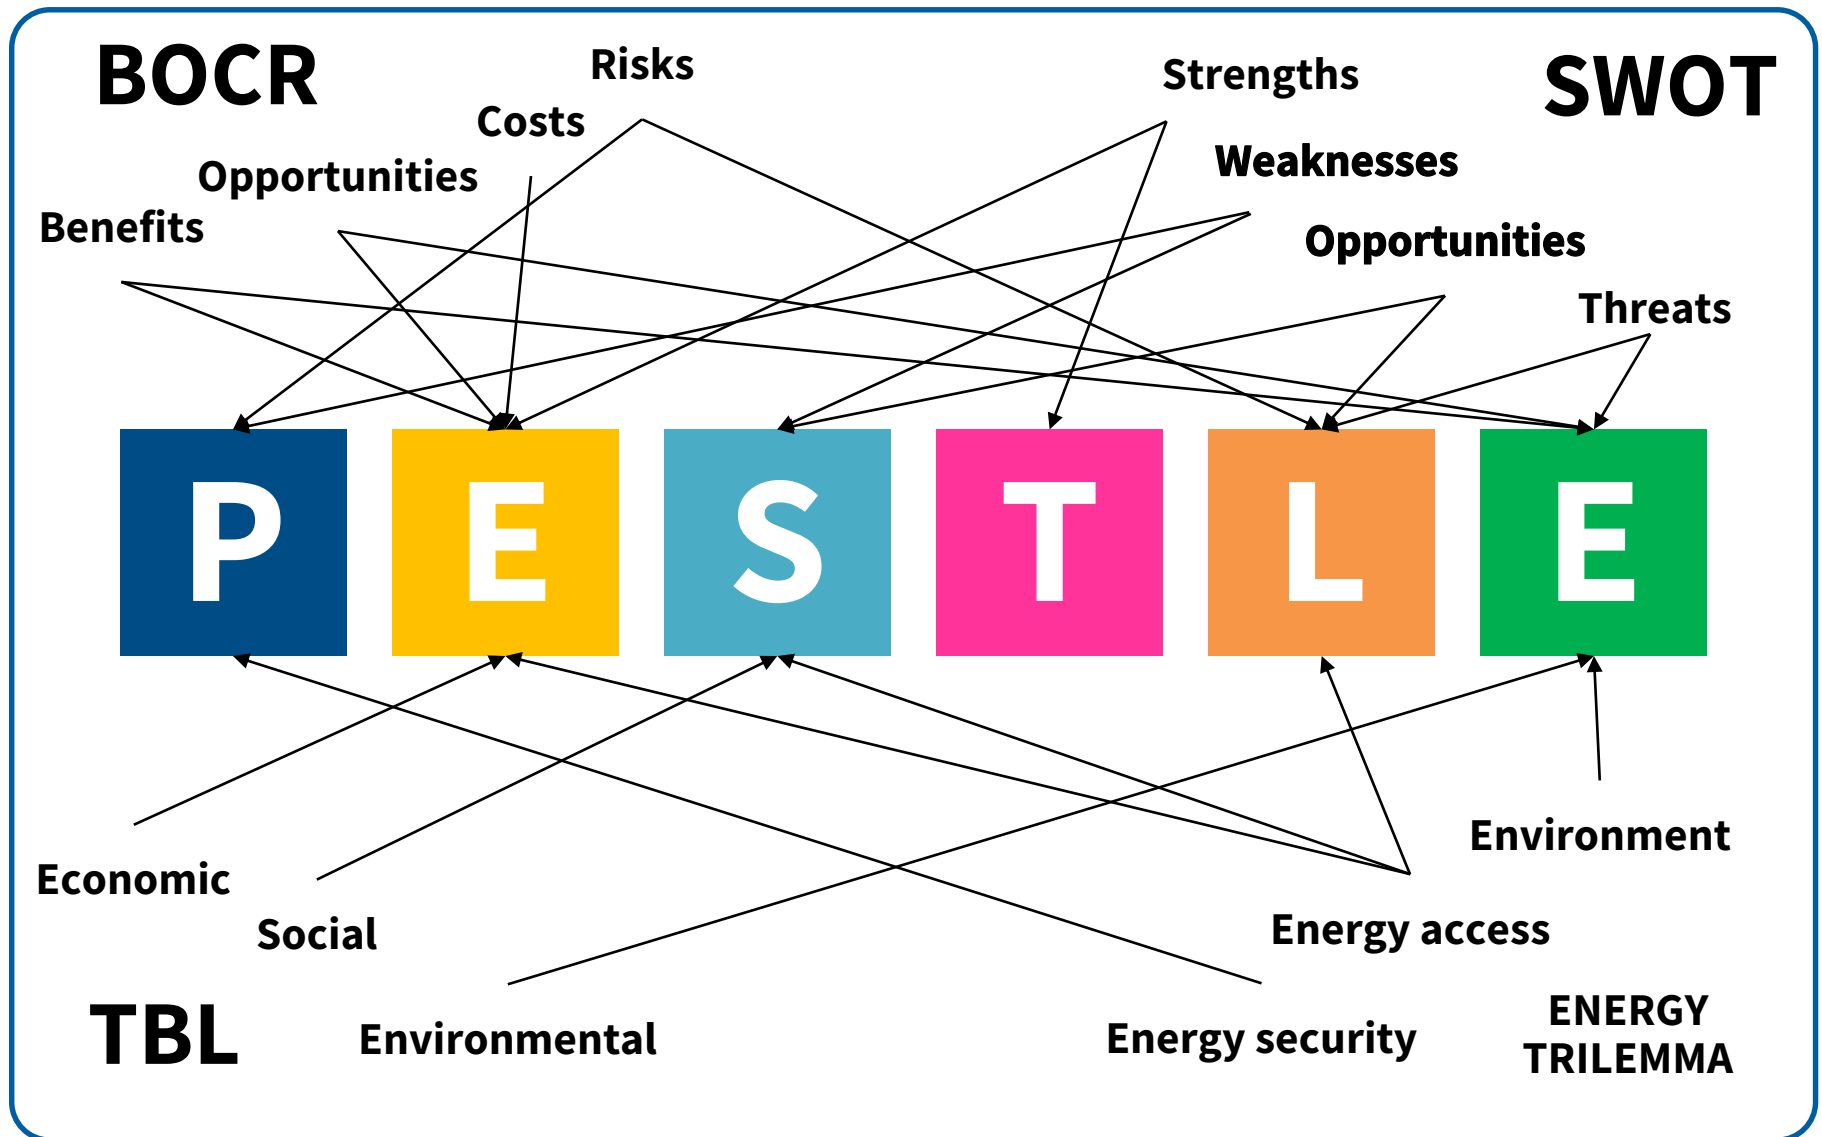 BOCR
Risks
Costs
Opportunities
Benefits
Strengths
SWOT
Weaknesses
Opportunities
Threats
P E S T L E
Economic
Social
Environmental
TBL
Environment
Energy access
Energy security
ENERGY
TRILEMMA